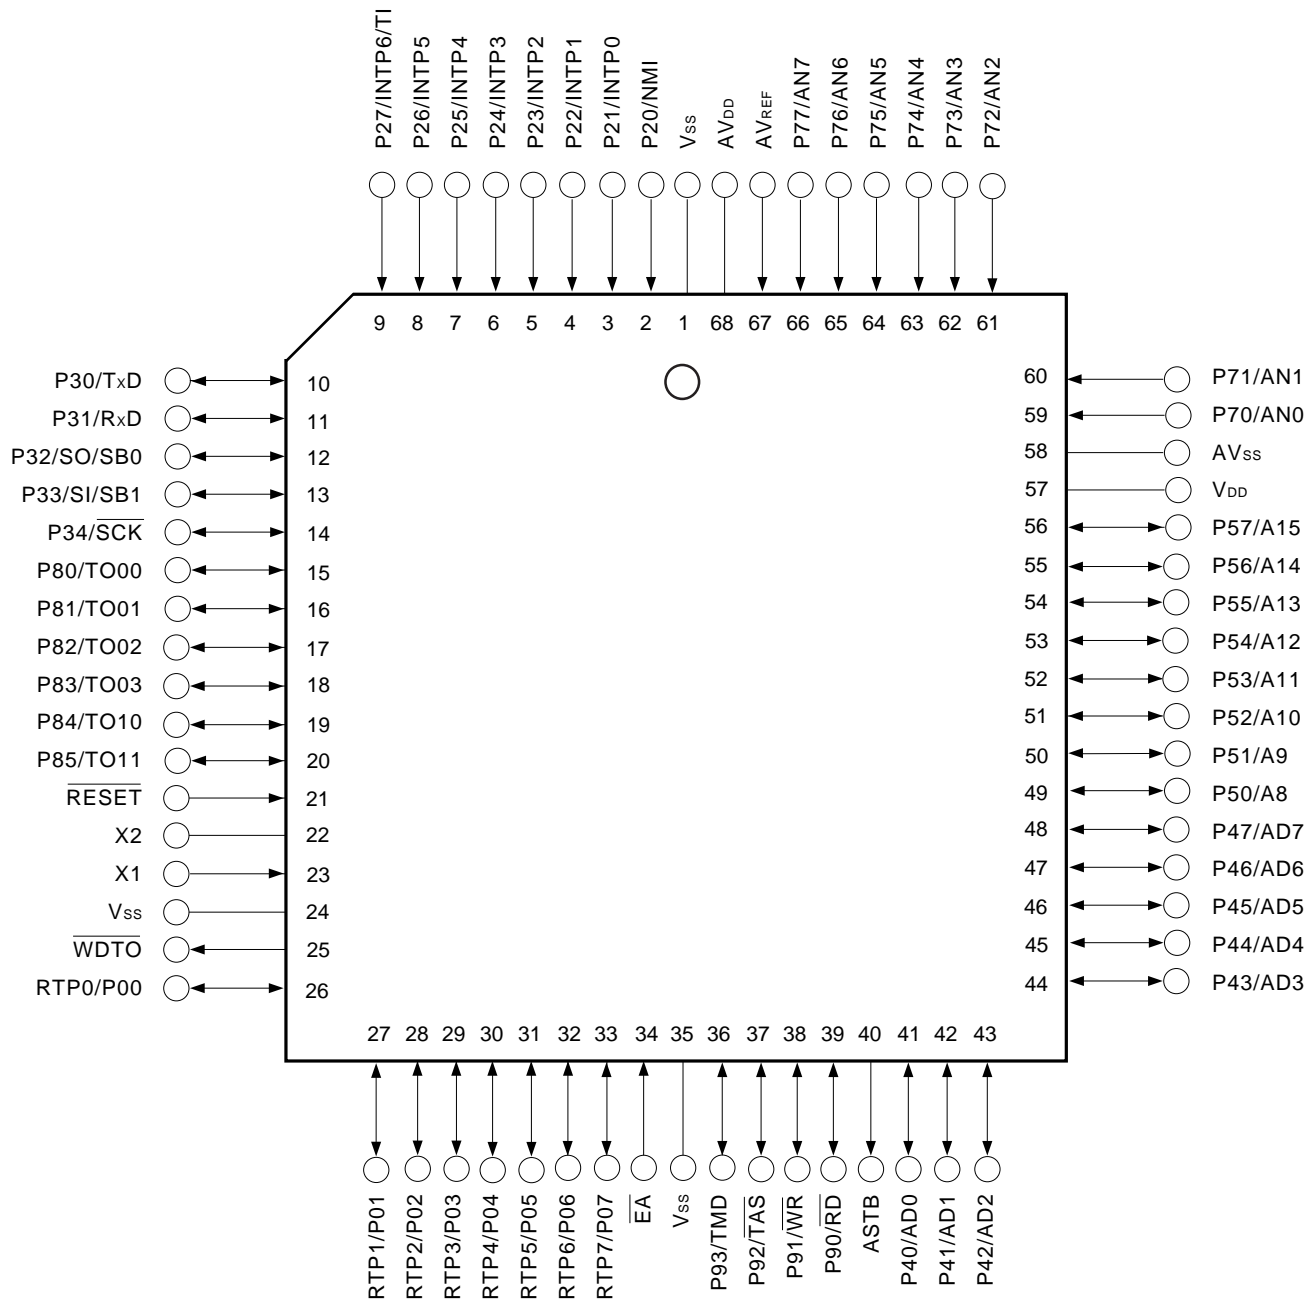 P27/INTP6/TI
P26/INTP5
P25/INTP4
P24/INTP3
P23/INTP2
P22/INTP1
P21/INTP0
P20/NMI
Vss
AVDD
AVREF
P77/AN7
P76/AN6
P75/AN5
P74/AN4
P73/AN3
P72/AN2
9 8 7 6 5 4 3 2 1 68 67 66 65 64 63 62 61
P30/TxD 10
P31/RxD 11
P32/SO/SB0 12
P33/SI/SB1 13
P34/S̅C̅K̅ 14
P80/TO00 15
P81/TO01 16
P82/TO02 17
P83/TO03 18
P84/TO10 19
P85/TO11 20
R̅E̅S̅E̅T̅ 21
X2 22
X1 23
Vss 24
W̅D̅T̅O̅ 25
RTP0/P00 26
60 P71/AN1
59 P70/AN0
58 AVss
57 VDD
56 P57/A15
55 P56/A14
54 P55/A13
53 P54/A12
52 P53/A11
51 P52/A10
50 P51/A9
49 P50/A8
48 P47/AD7
47 P46/AD6
46 P45/AD5
45 P44/AD4
44 P43/AD3
27 28 29 30 31 32 33 34 35 36 37 38 39 40 41 42 43
RTP1/P01
RTP2/P02
RTP3/P03
RTP4/P04
RTP5/P05
RTP6/P06
RTP7/P07
E̅A̅
Vss
P93/TMD
P92/T̅A̅S̅
P91/W̅R̅
P90/R̅D̅
ASTB
P40/AD0
P41/AD1
P42/AD2